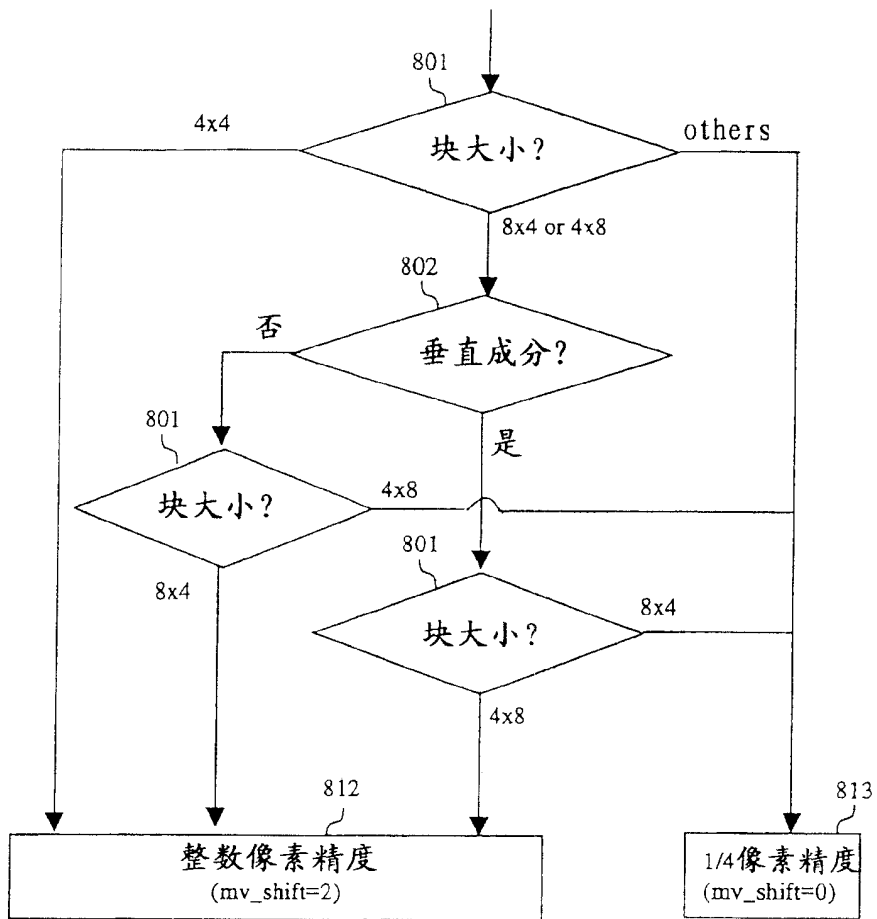 801
4x4
块大小?
others
8x4 or 4x8
802
否
垂直成分?
801
是
块大小?
4x8
801
8x4
块大小?
8x4
4x8
812
813
整数像素精度
(mv_shift=2)
1/4像素精度
(mv_shift=0)